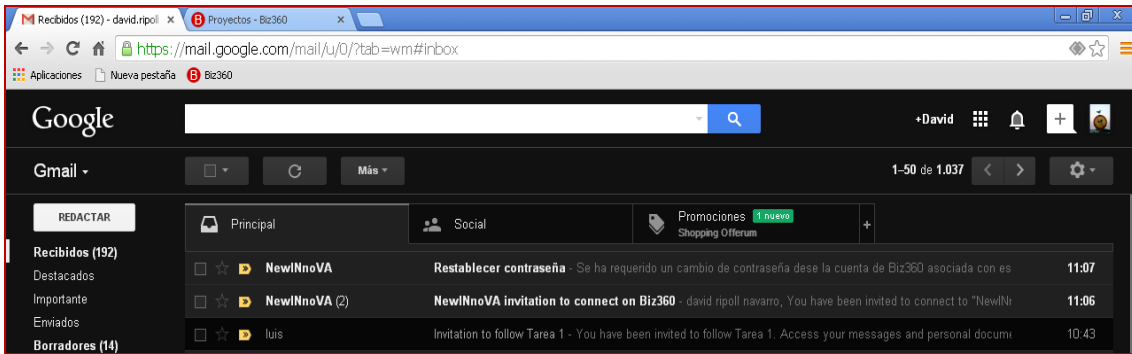 Recibidos (192) - david.ripoll
Proyectos - Biz360
https://mail.google.com/mail/u/0/?tab=wm#inbox
Aplicaciones Nueva pestaña Biz360
Google +David
Gmail Más 1–50 de 1.037
REDACTAR
Principal Social Promociones 1 nuevo
Shopping Offerum
Recibidos (192)
Destacados
Importante
Enviados
Borradores (14)
NewINnoVA Restablecer contraseña - Se ha requerido un cambio de contraseña dese la cuenta de Biz360 asociada con es 11:07
NewINnoVA (2) NewINnoVA invitation to connect on Biz360 - david ripoll navarro, You have been invited to connect to "NewINr 11:06
luis Invitation to follow Tarea 1 - You have been invited to follow Tarea 1. Access your messages and personal docume 10:43